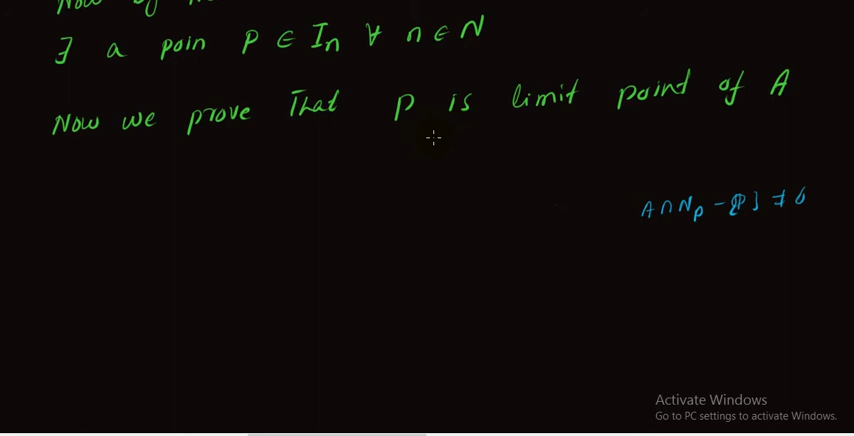 Now
∃ a poin P ∈ In ∀ n ∈ N
Now we prove That p is limit point of A
A ∩ Np - {P} ≠ ϕ
Activate Windows
Go to PC settings to activate Windows.